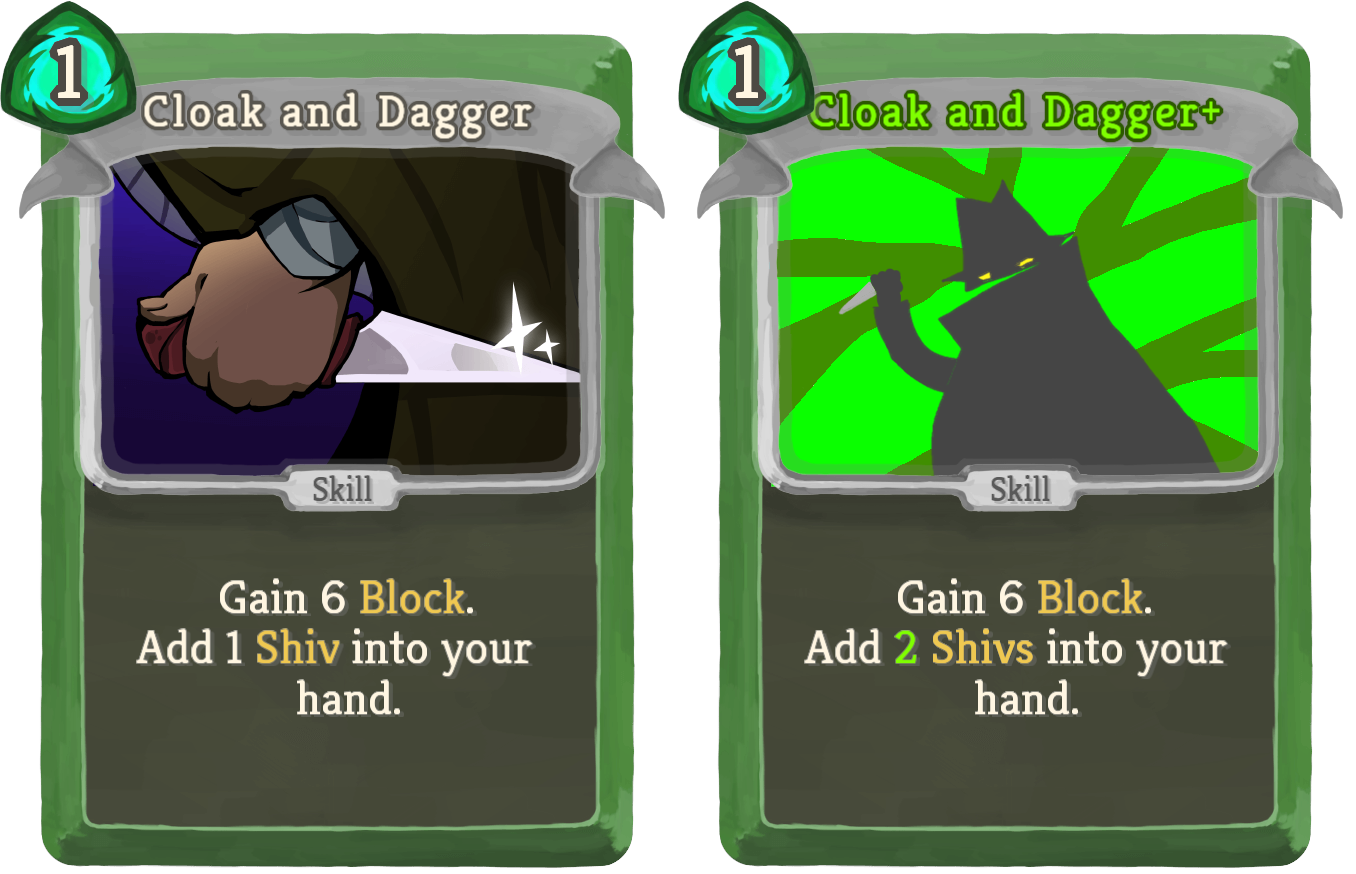 1
Cloak and Dagger
Skill
Gain 6 Block.
Add 1 Shiv into your
hand.
1
Cloak and Dagger+
Skill
Gain 6 Block.
Add 2 Shivs into your
hand.